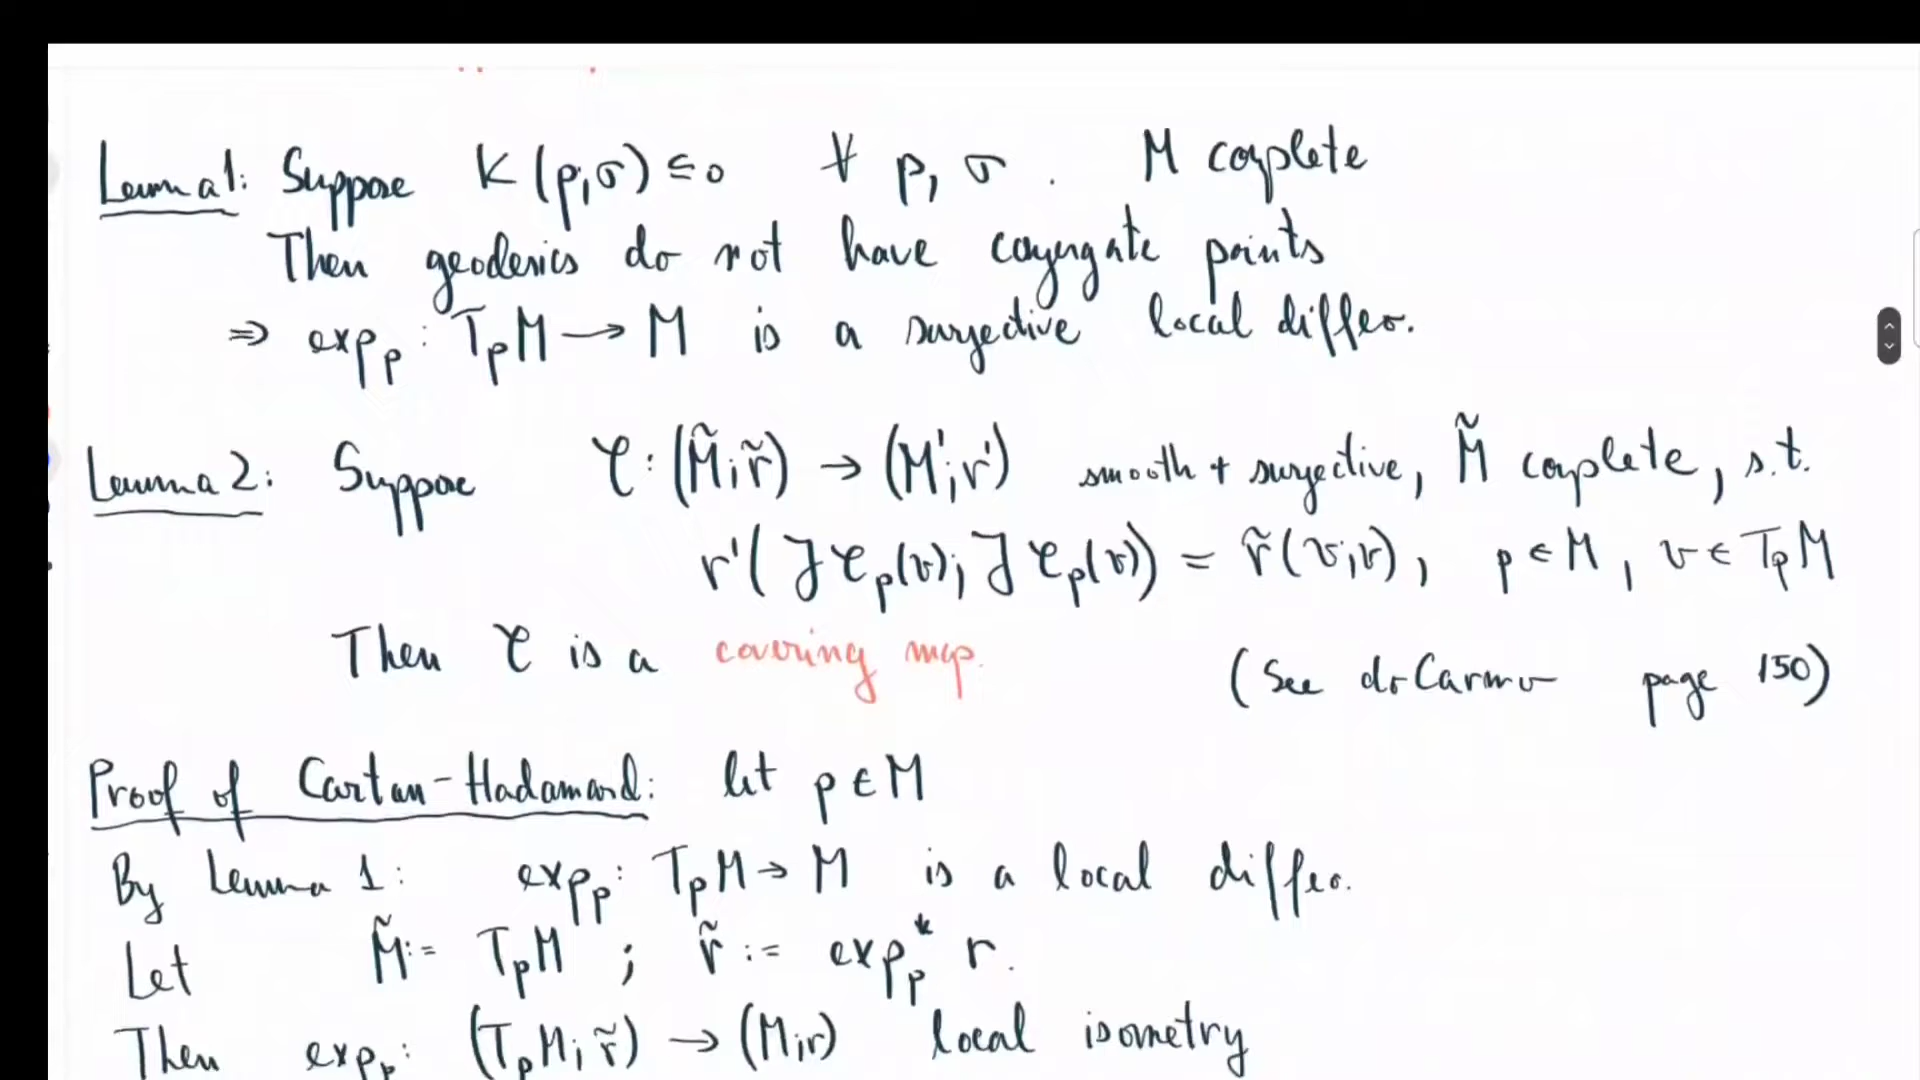 Lemma 1: Suppose K(p,σ) ≤ 0 ∀ p, σ . M complete
Then geodesics do not have conjugate points
⇒ exp_p : T_pM → M is a surjective local diffeo.
Lemma 2: Suppose φ : (M̃, r̃) → (M', r') smooth + surjective, M̃ complete, s.t.
r'(Jφ_p(v), Jφ_p(v)) = r̃(v,v), p ∈ M, v ∈ T_pM
Then φ is a covering map.
(See doCarmo page 150)
Proof of Cartan-Hadamard: let p ∈ M
By Lemma 1: exp_p : T_pM → M is a local diffeo.
Let M̃ := T_pM ; r̃ := exp_p^* r.
Then exp_p : (T_pM, r̃) → (M, r) local isometry